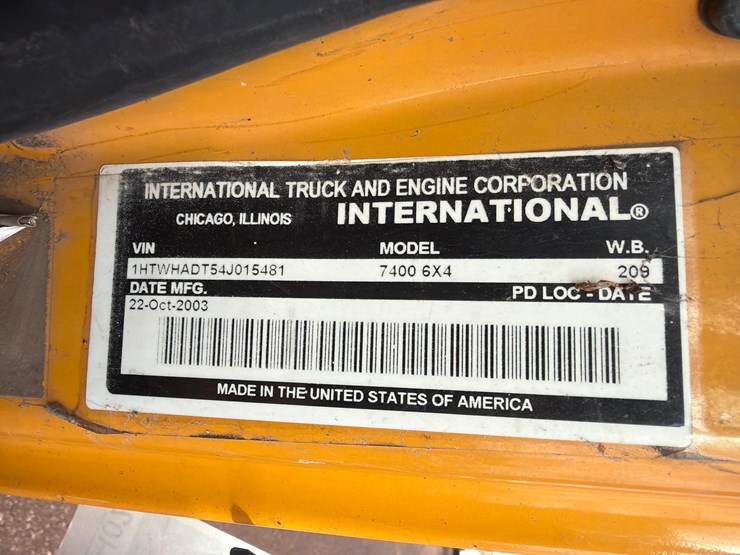 INTERNATIONAL TRUCK AND ENGINE CORPORATION
CHICAGO, ILLINOIS INTERNATIONAL®
VIN MODEL W.B.
1HTWHADT54J015481 7400 6X4 209
DATE MFG. PD LOC - DATE
22-Oct-2003
MADE IN THE UNITED STATES OF AMERICA